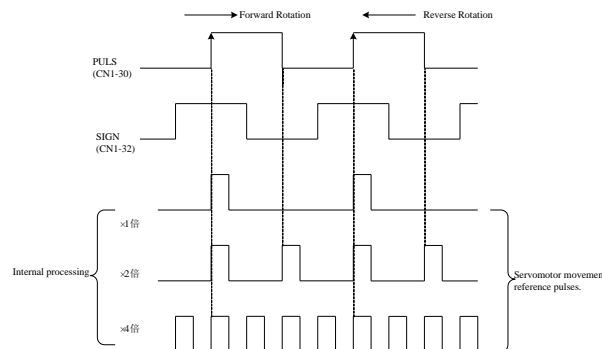 Forward Rotation
Reverse Rotation
PULS
(CN1-30)
SIGN
(CN1-32)
×1倍
Internal processing
×2倍
Servomotor movemen
reference pulses.
×4倍